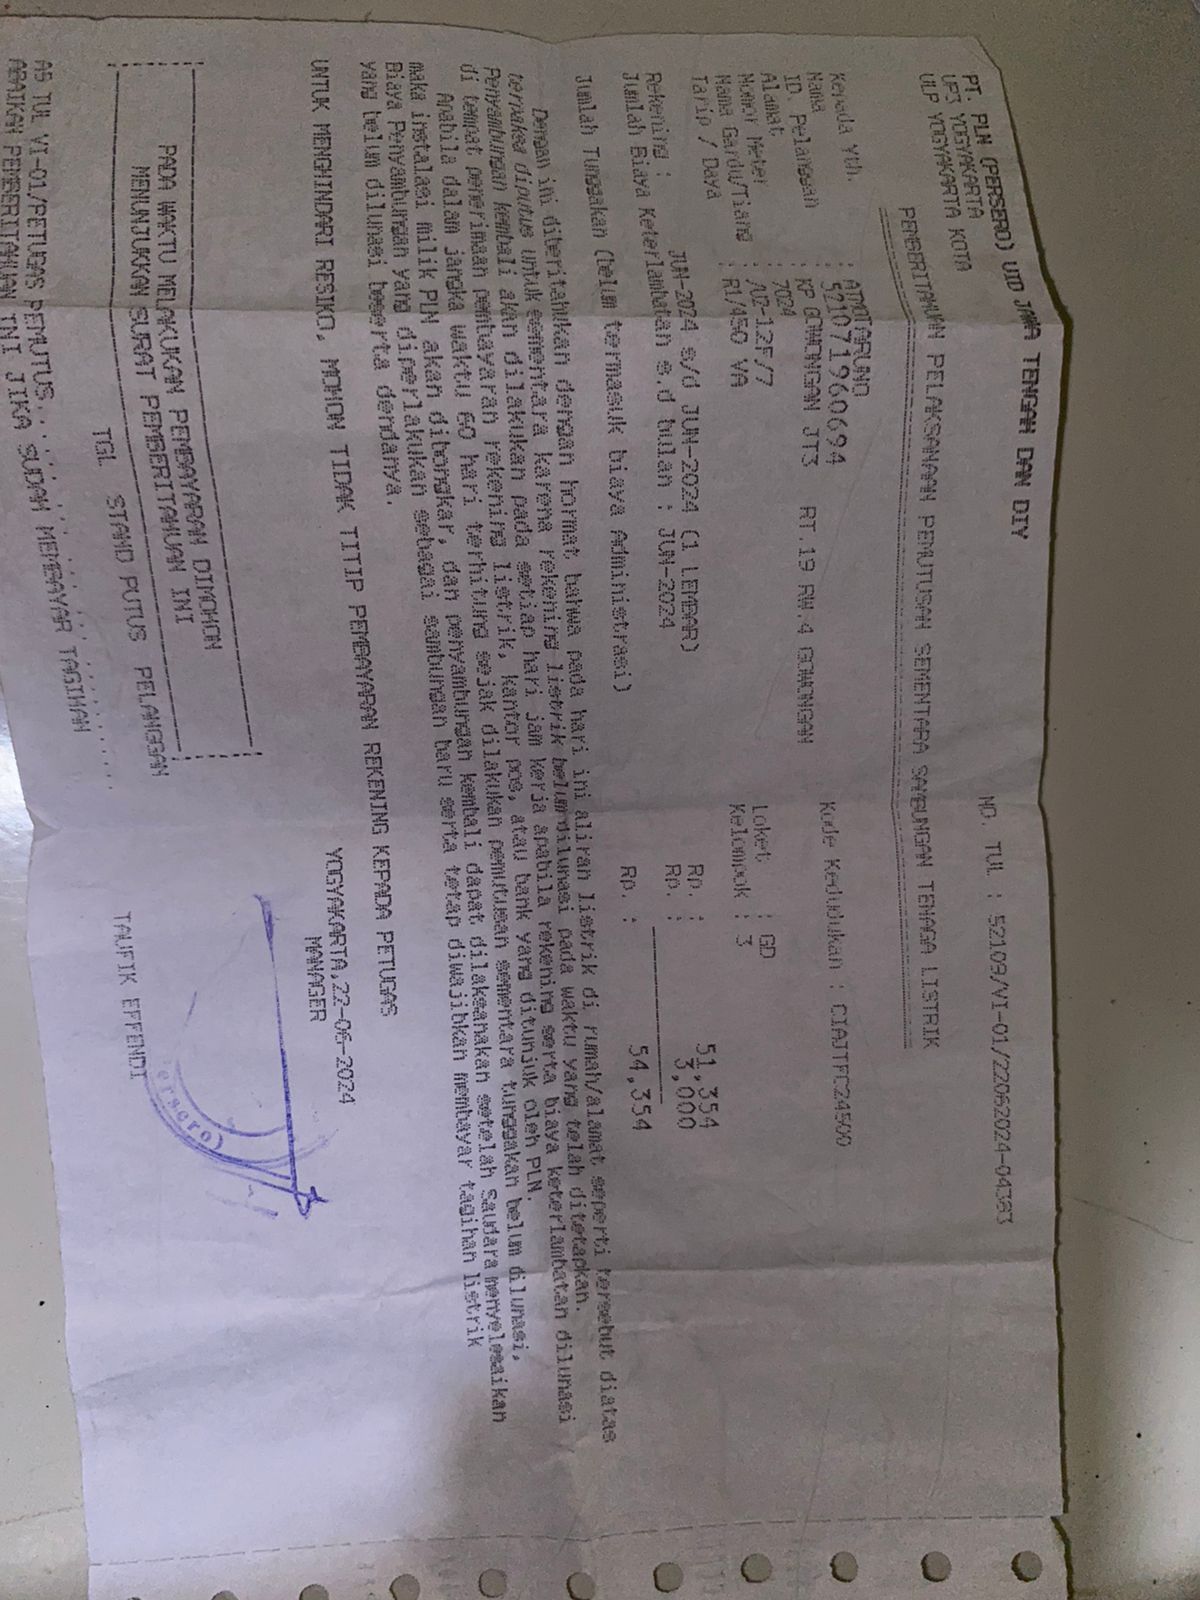 PT. PLN (PERSERO) UID JAWA TENGAH DAN DIY
UP3 YOGYAKARTA
ULP YOGYAKARTA KOTA
NO. TUL : 52109/VI-01/22062024-04383
PEMBERITAHUAN PELAKSANAAN PEMUTUSAN SEMENTARA SAMBUNGAN TENAGA LISTRIK
Kepada Yth.
Nama : ATMOTARUNO
ID. Pelanggan : 521071960694
Kode Kedudukan : CIAJTFC24500
Alamat : KP GOWONGAN JT3 RT.19 RW.4 GOWONGAN
Nomor Meter : 7024
Nama Gardu/Tiang : /U2-12F/7
Loket : GD
Tarip / Daya : R1/450 VA
Kelompok : 3
Rekening : JUN-2024 s/d JUN-2024 (1 LEMBAR) Rp. : 51,354
Jumlah Biaya Keterlambatan s.d bulan : JUN-2024 Rp. : 3,000
Jumlah Tunggakan (belum termasuk biaya Administrasi) Rp. : 54,354
Dengan ini diberitahukan dengan hormat bahwa pada hari ini aliran listrik di rumah/alamat seperti tersebut diatas
terpaksa diputus untuk sementara karena rekening listrik belum dilunasi pada waktu yang telah ditetapkan.
Penyambungan kembali akan dilakukan pada setiap hari jam kerja apabila rekening serta biaya keterlambatan dilunasi
di tempat penerimaan pembayaran rekening listrik, kantor pos, atau bank yang ditunjuk oleh PLN.
Apabila dalam jangka waktu 60 hari terhitung sejak dilakukan pemutusan sementara tunggakan belum dilunasi,
maka instalasi milik PLN akan dibongkar, dan penyambungan kembali dapat dilaksanakan setelah Saudara menyelesaikan
Biaya Penyambungan yang diperlakukan sebagai sambungan baru serta tetap diwajibkan membayar tagihan listrik
yang belum dilunasi beserta dendanya.
UNTUK MENGHINDARI RESIKO, MOHON TIDAK TITIP PEMBAYARAN REKENING KEPADA PETUGAS
YOGYAKARTA,22-06-2024
MANAGER
PADA WAKTU MELAKUKAN PEMBAYARAN DIMOHON
MENUNJUKKAN SURAT PEMBERITAHUAN INI
ersero)
TGL STAND PUTUS PELANGGAN
TAUFIK EFFENDI
AS TUL VI-01/PETUGAS PEMUTUS:
ABAIKAN PEMBERITAHUAN INI JIKA SUDAH MEMBAYAR TAGIHAN